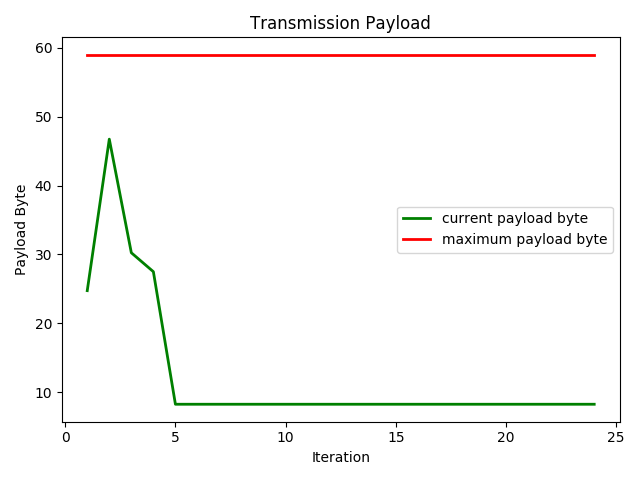 Transmission Payload
60
50
40
30
20
10
Payload Byte
current payload byte
maximum payload byte
0 5 10 15 20 25
Iteration